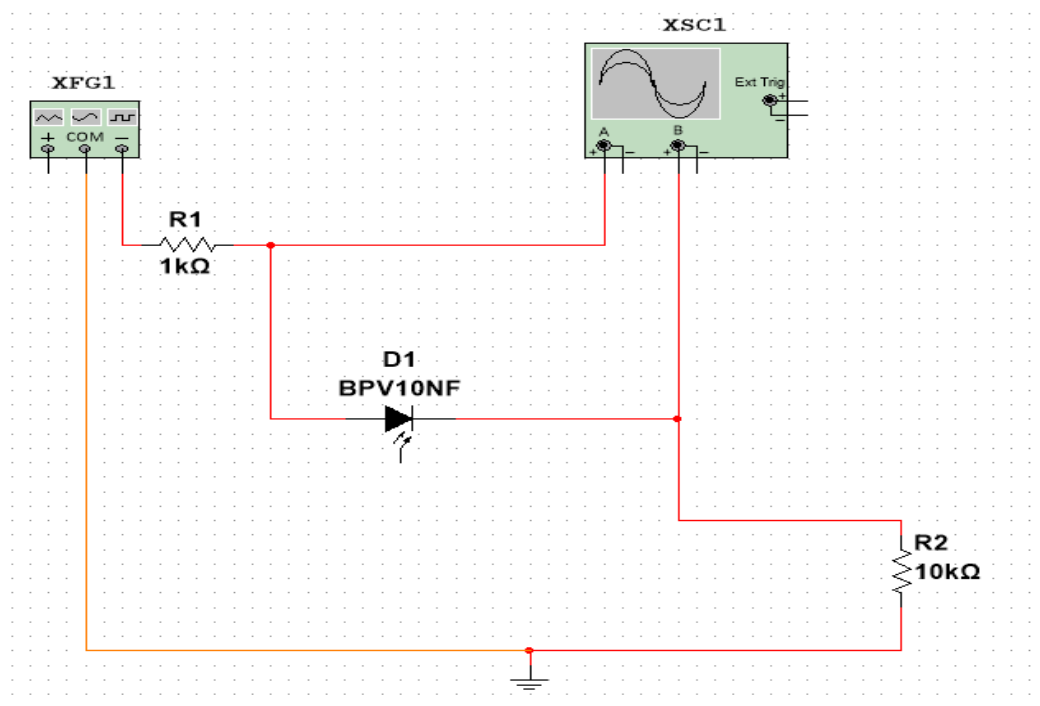 XSC1
XFG1
Ext Trig
+
−
+ COM −
A
B
+ −
+ −
R1
1kΩ
D1
BPV10NF
R2
10kΩ